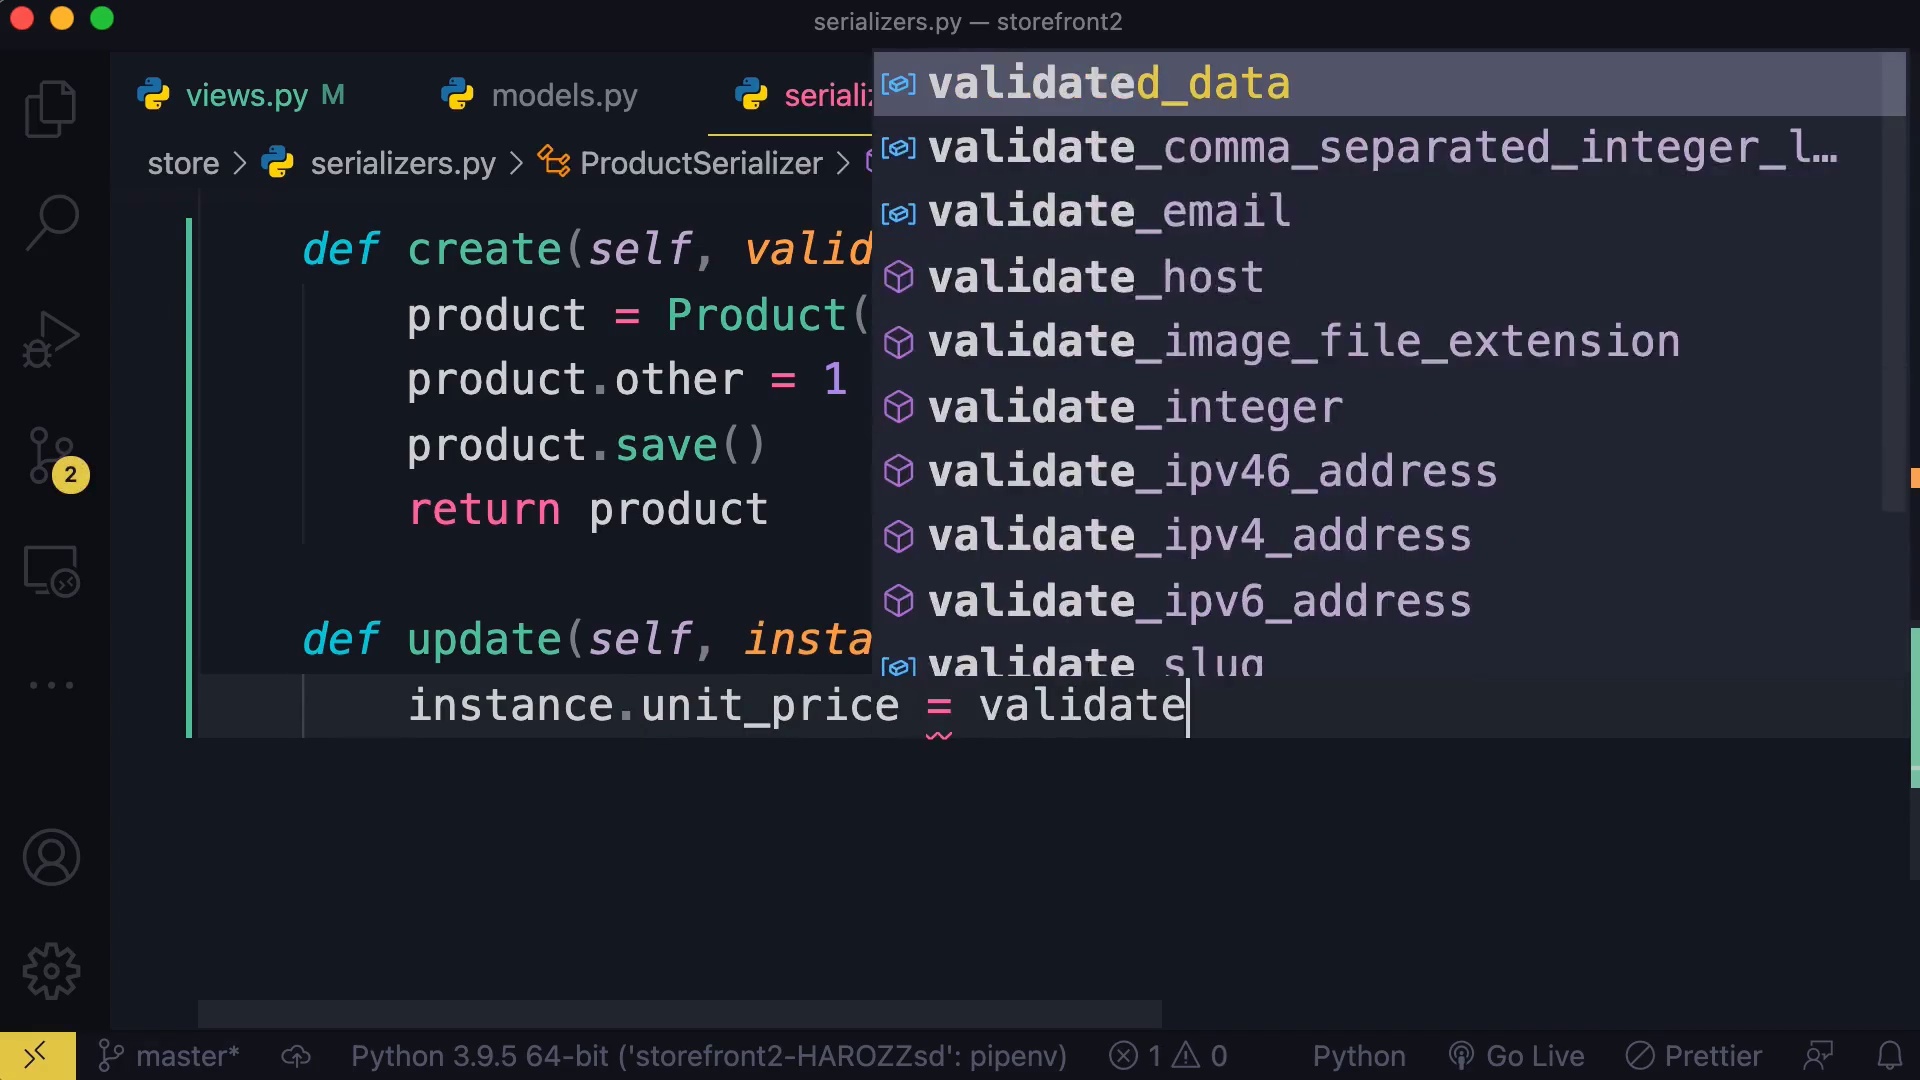 serializers.py — storefront2
views.py M models.py seriali
store > serializers.py > ProductSerializer >
def create(self, valid
product = Product(
product.other = 1
product.save()
return product
def update(self, insta
instance.unit_price = validate
validated_data
validate_comma_separated_integer_l…
validate_email
validate_host
validate_image_file_extension
validate_integer
validate_ipv46_address
validate_ipv4_address
validate_ipv6_address
validate_slug
2
master* Python 3.9.5 64-bit ('storefront2-HAROZZsd': pipenv) 1 0 Python Go Live Prettier